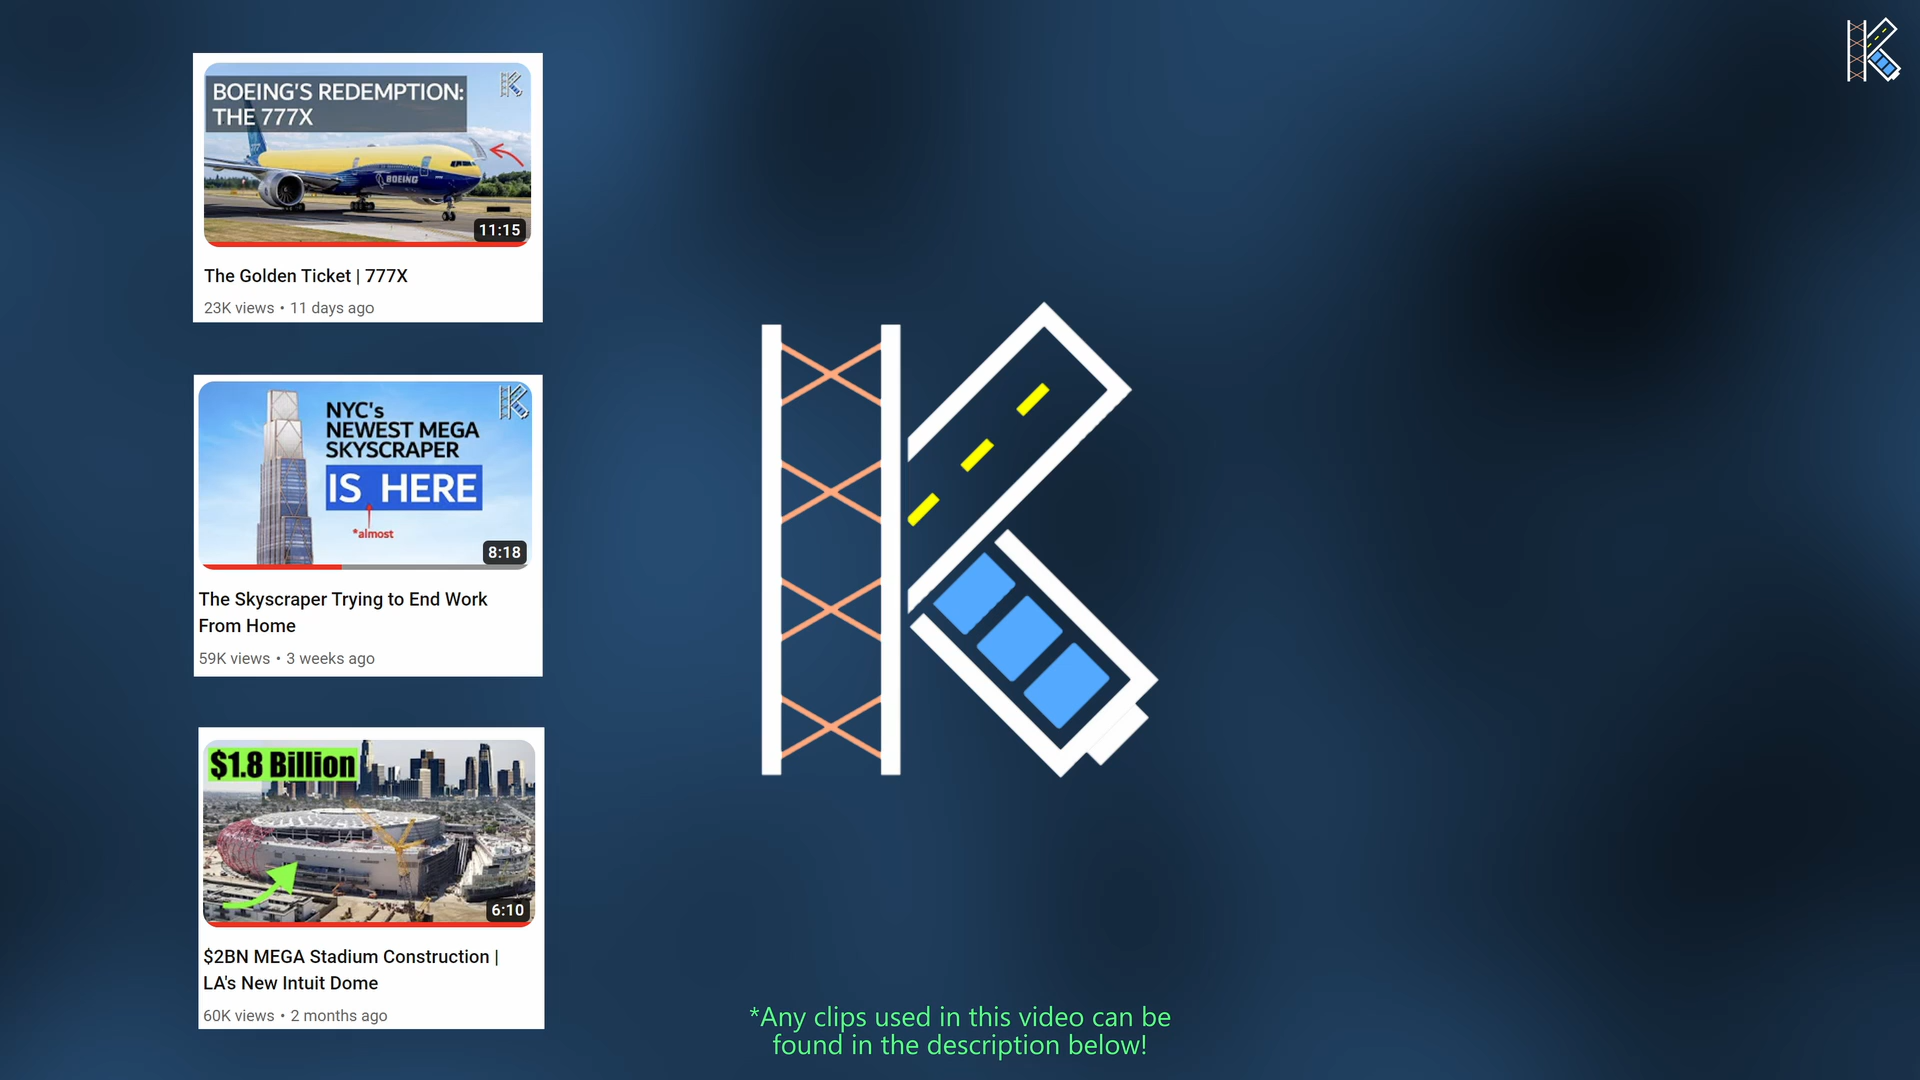 BOEING'S REDEMPTION:
THE 777X
BOEING
11:15
The Golden Ticket | 777X
23K views • 11 days ago
NYC's
NEWEST MEGA
SKYSCRAPER
IS HERE
*almost
8:18
The Skyscraper Trying to End Work
From Home
59K views • 3 weeks ago
$1.8 Billion
6:10
$2BN MEGA Stadium Construction |
LA's New Intuit Dome
60K views • 2 months ago
*Any clips used in this video can be
found in the description below!